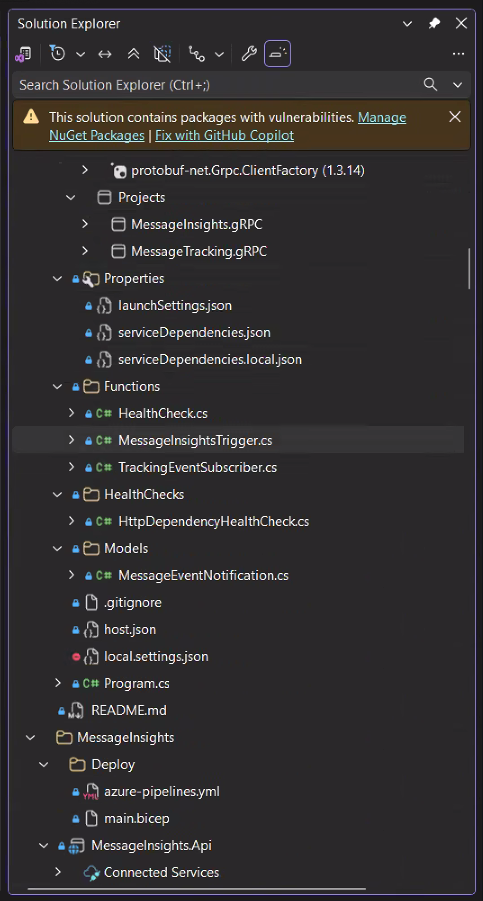 Solution Explorer
Search Solution Explorer (Ctrl+;)
This solution contains packages with vulnerabilities. Manage
NuGet Packages | Fix with GitHub Copilot
protobuf-net.Grpc.ClientFactory (1.3.14)
Projects
MessageInsights.gRPC
MessageTracking.gRPC
Properties
launchSettings.json
serviceDependencies.json
serviceDependencies.local.json
Functions
C# HealthCheck.cs
C# MessageInsightsTrigger.cs
C# TrackingEventSubscriber.cs
HealthChecks
C# HttpDependencyHealthCheck.cs
Models
C# MessageEventNotification.cs
.gitignore
host.json
local.settings.json
C# Program.cs
README.md
MessageInsights
Deploy
YML azure-pipelines.yml
main.bicep
MessageInsights.Api
Connected Services